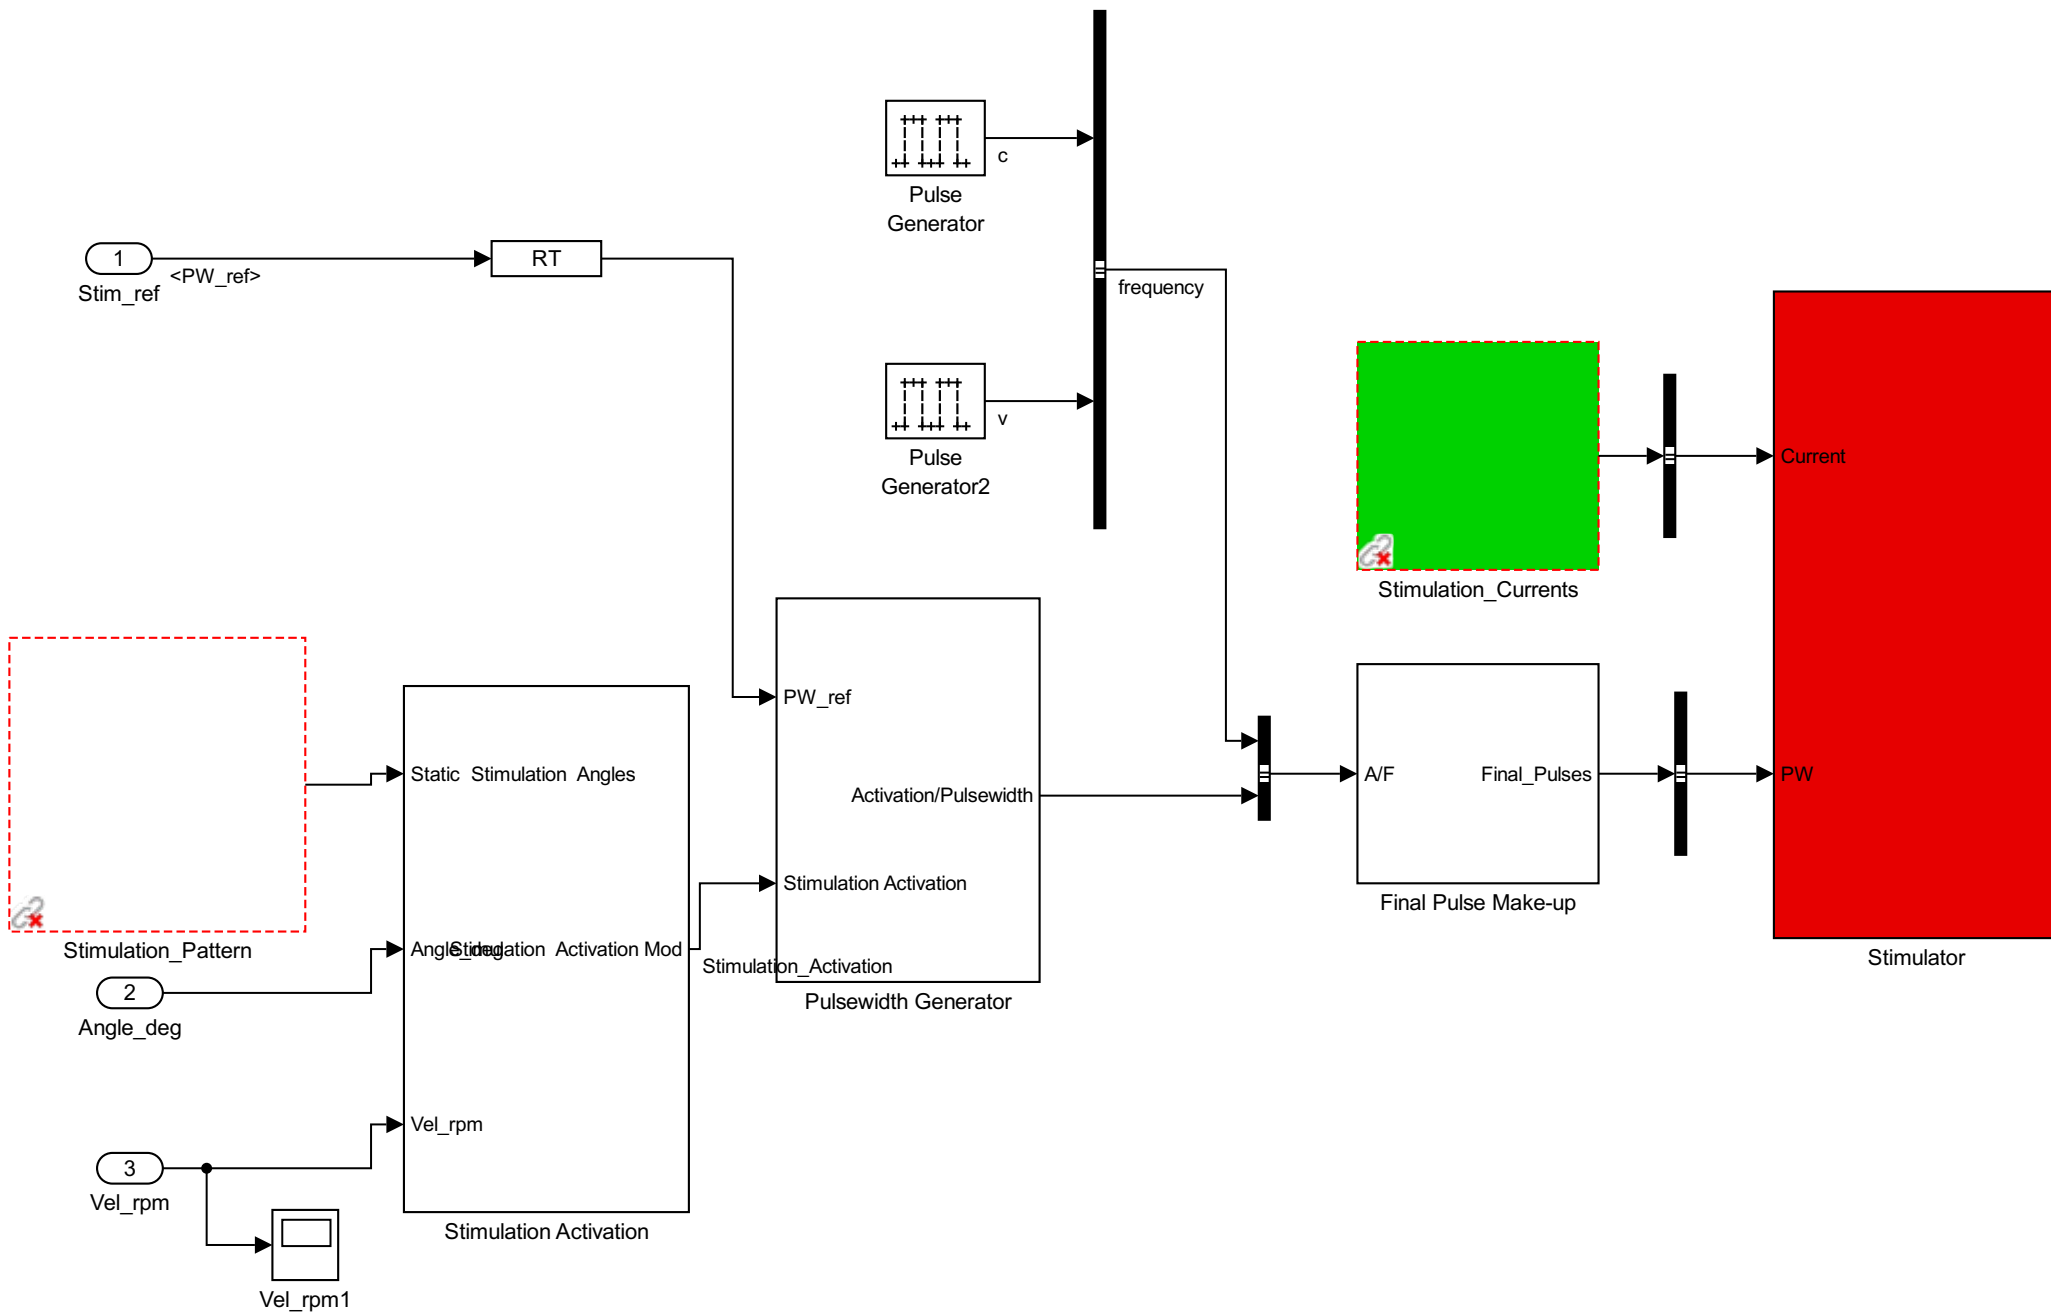 c
Pulse
Generator
1
<PW_ref>
Stim_ref
RT
frequency
v
Pulse
Generator2
Current
Stimulation_Currents
PW_ref
Static Stimulation Angles
Activation/Pulsewidth
A/F
Final_Pulses
PW
Stimulation Activation
Final Pulse Make-up
Stimulation_Pattern
Angle_deg
Stimulation Activation Mod
Stimulation_Activation
Stimulator
2
Angle_deg
Pulsewidth Generator
Vel_rpm
3
Vel_rpm
Stimulation Activation
Vel_rpm1